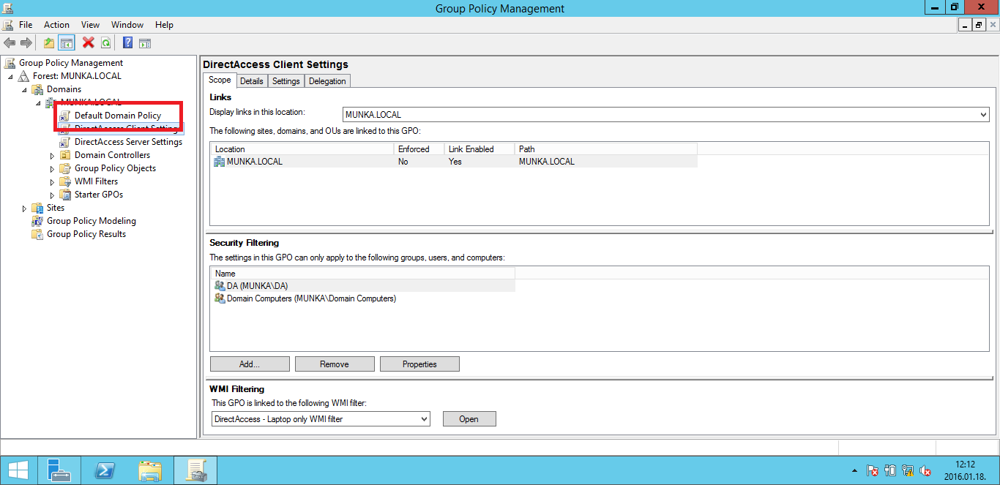 Group Policy Management
File Action View Window Help
Group Policy Management
Forest: MUNKA.LOCAL
Domains
MUNKA.LOCAL
Default Domain Policy
DirectAccess Client Settings
DirectAccess Server Settings
Domain Controllers
Group Policy Objects
WMI Filters
Starter GPOs
Sites
Group Policy Modeling
Group Policy Results
DirectAccess Client Settings
Scope Details Settings Delegation
Links
Display links in this location: MUNKA.LOCAL
The following sites, domains, and OUs are linked to this GPO:
Location Enforced Link Enabled Path
MUNKA.LOCAL No Yes MUNKA.LOCAL
Security Filtering
The settings in this GPO can only apply to the following groups, users, and computers:
Name
DA (MUNKA\DA)
Domain Computers (MUNKA\Domain Computers)
Add... Remove Properties
WMI Filtering
This GPO is linked to the following WMI filter:
DirectAccess - Laptop only WMI filter Open
12:12
2016.01.18.